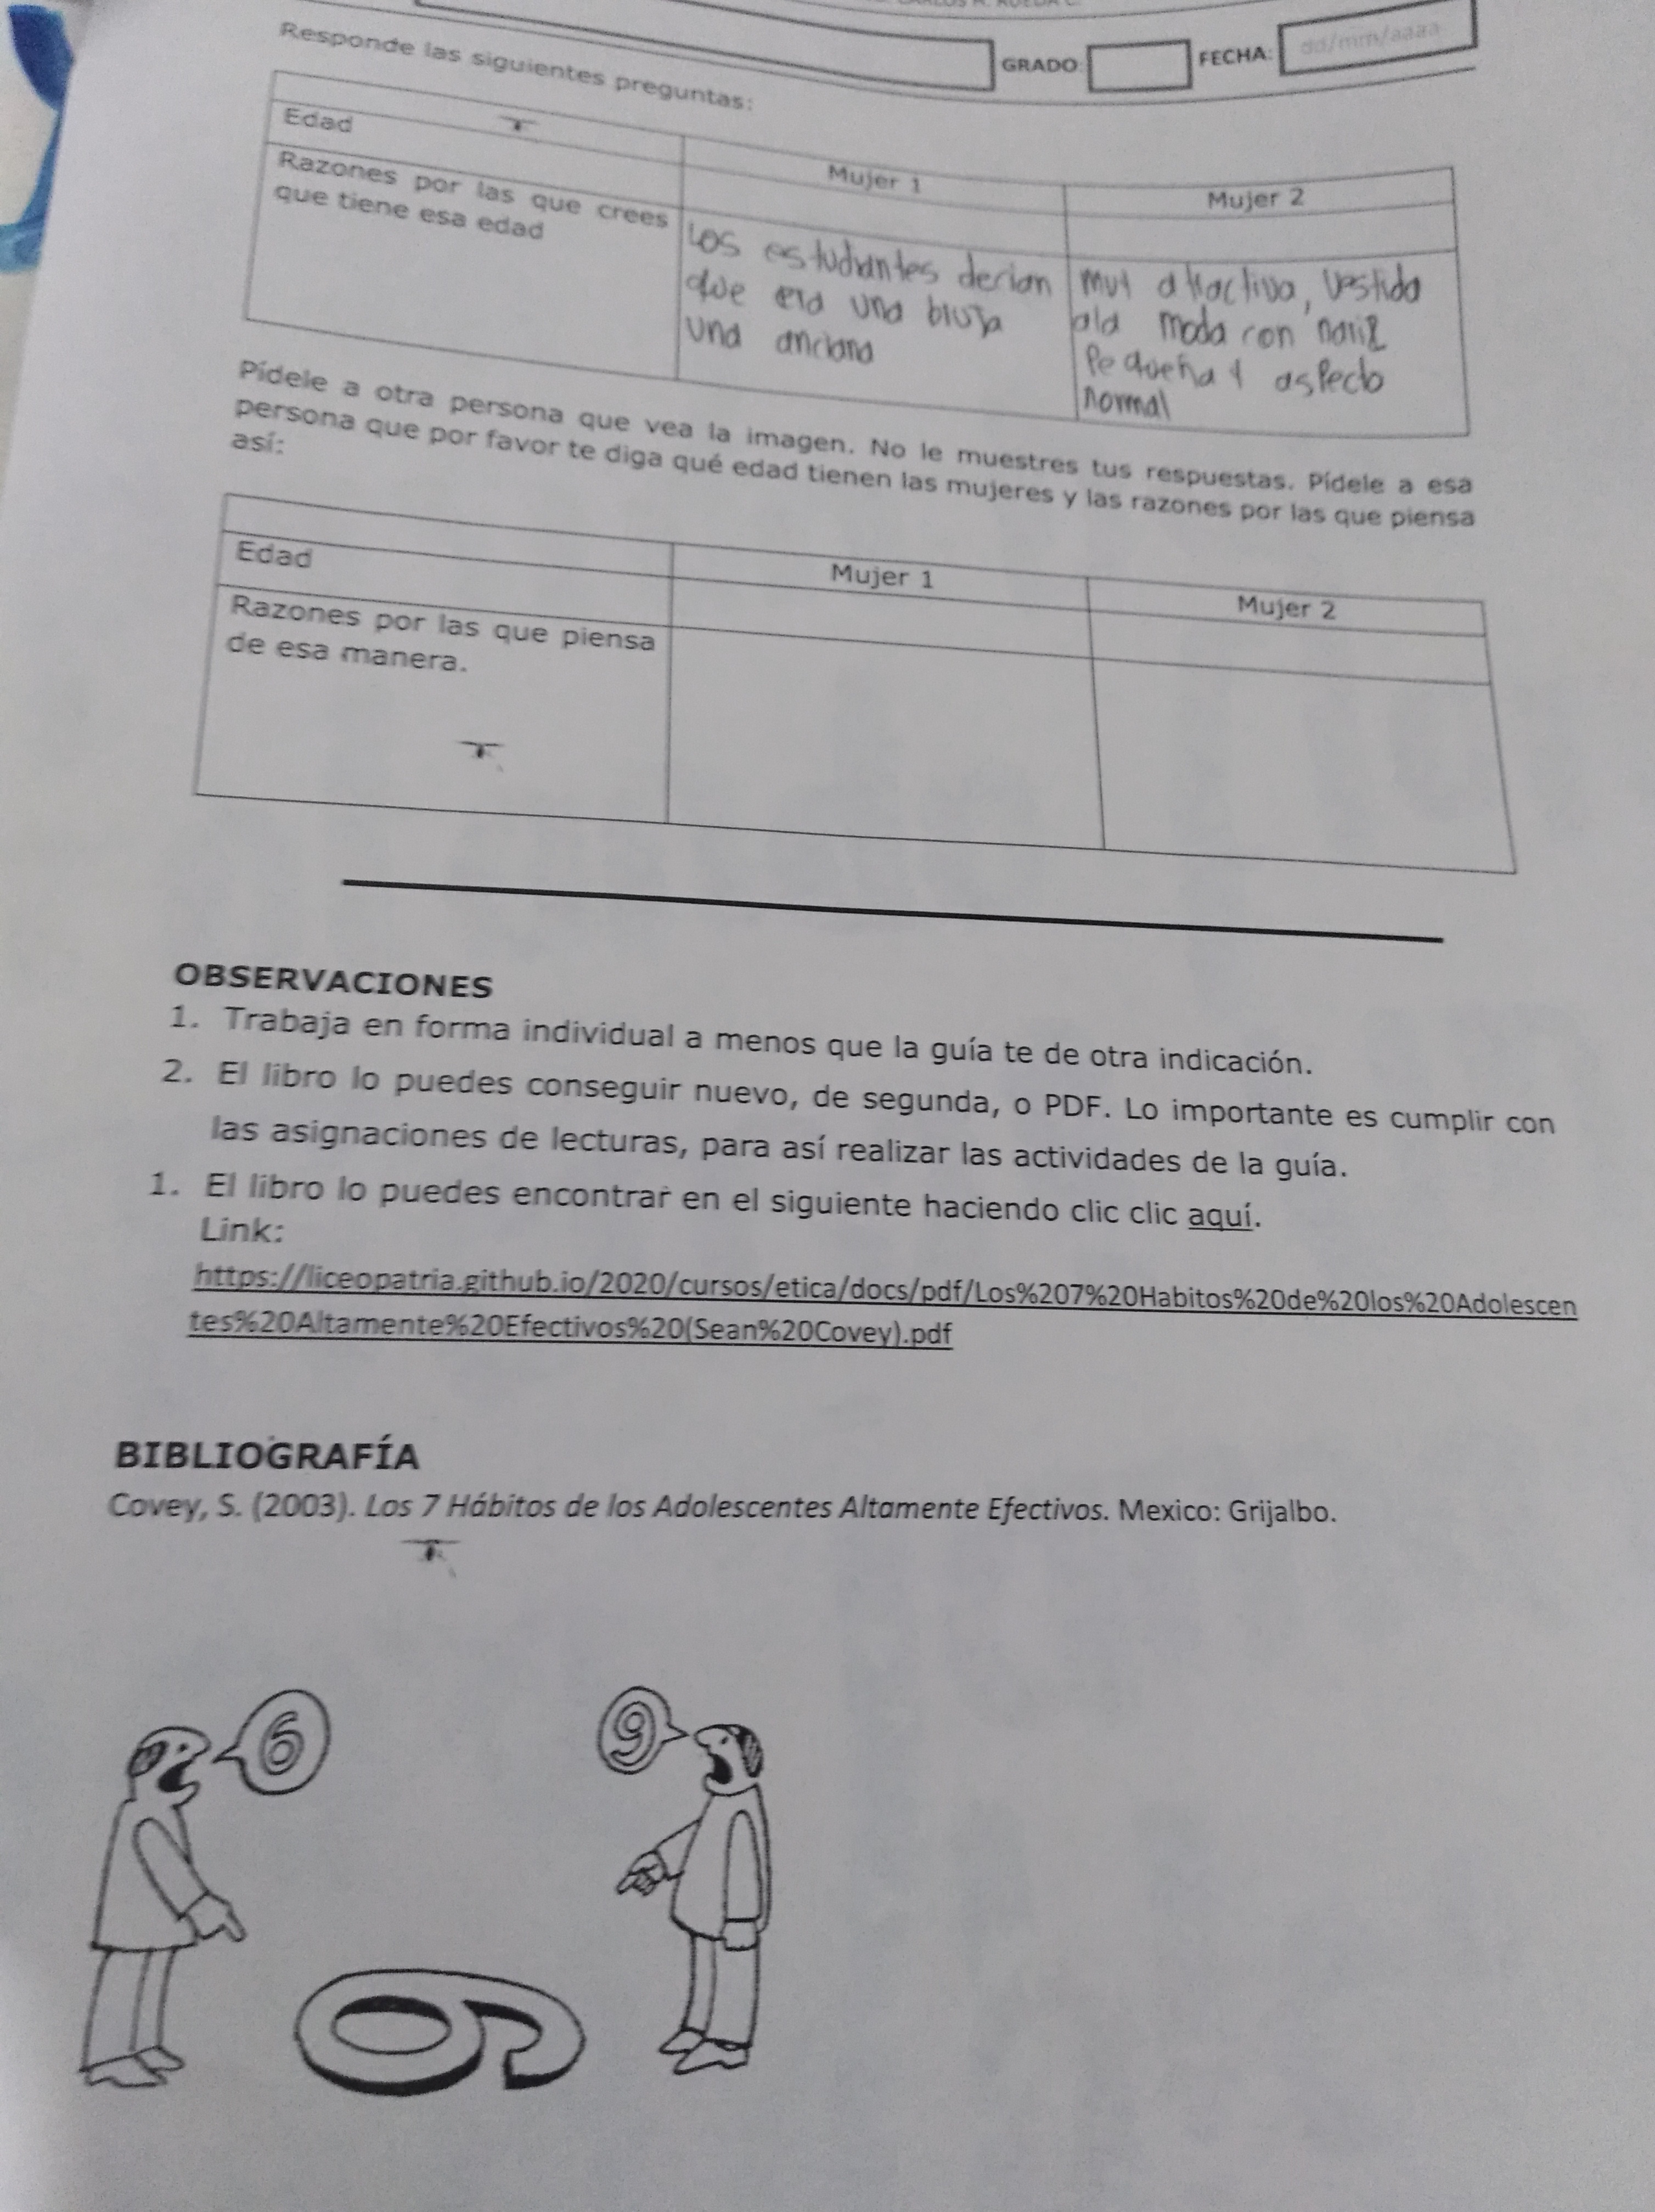 GRADO:
FECHA:
dd/mm/aaaa
Responde las siguientes preguntas:
Mujer 1
Mujer 2
Edad
Razones por las que crees
que tiene esa edad
Los estudiantes decian
que era una bruja
una anciana
muy atractiva, vestida
ala moda con nariz
Pequeña y aspecto
normal
Pídele a otra persona que vea la imagen. No le muestres tus respuestas. Pídele a esa
persona que por favor te diga qué edad tienen las mujeres y las razones por las que piensa
así:
Mujer 1
Mujer 2
Edad
Razones por las que piensa
de esa manera.
OBSERVACIONES
1. Trabaja en forma individual a menos que la guía te de otra indicación.
2. El libro lo puedes conseguir nuevo, de segunda, o PDF. Lo importante es cumplir con
las asignaciones de lecturas, para así realizar las actividades de la guía.
1. El libro lo puedes encontrar en el siguiente haciendo clic clic aquí.
Link:
https://liceopatria.github.io/2020/cursos/etica/docs/pdf/Los%207%20Habitos%20de%20los%20Adolescen
tes%20Altamente%20Efectivos%20(Sean%20Covey).pdf
BIBLIOGRAFÍA
Covey, S. (2003). Los 7 Hábitos de los Adolescentes Altamente Efectivos. Mexico: Grijalbo.
6
9